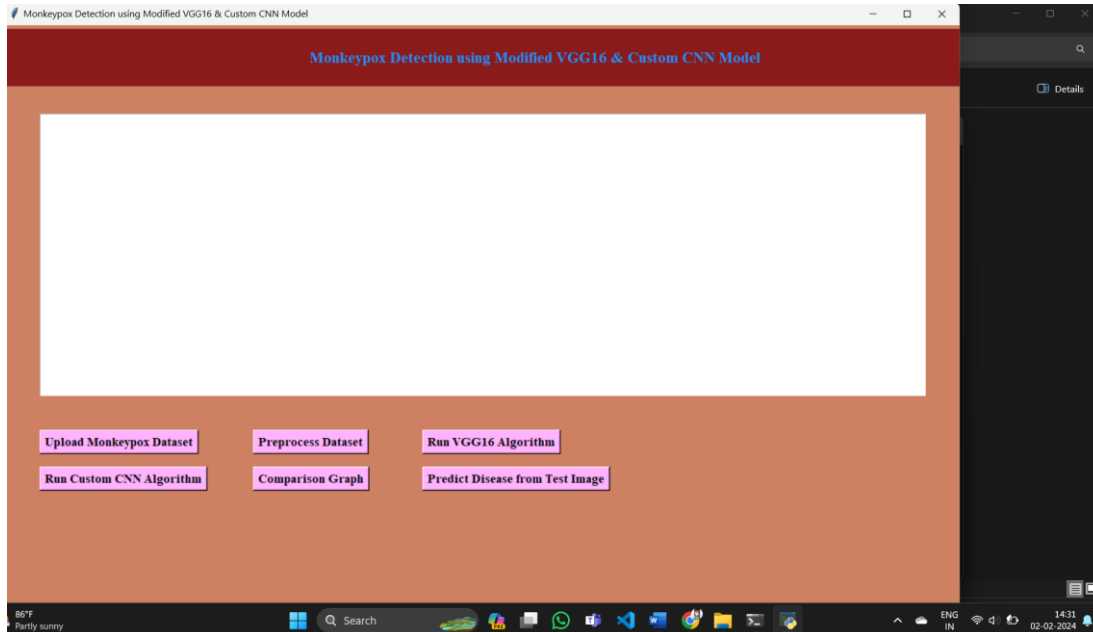 Monkeypox Detection using Modified VGG16 & Custom CNN Model
Monkeypox Detection using Modified VGG16 & Custom CNN Model
Details
Upload Monkeypox Dataset
Preprocess Dataset
Run VGG16 Algorithm
Run Custom CNN Algorithm
Comparison Graph
Predict Disease from Test Image
86°F
Partly sunny
Search
ENG
IN
14:31
02-02-2024